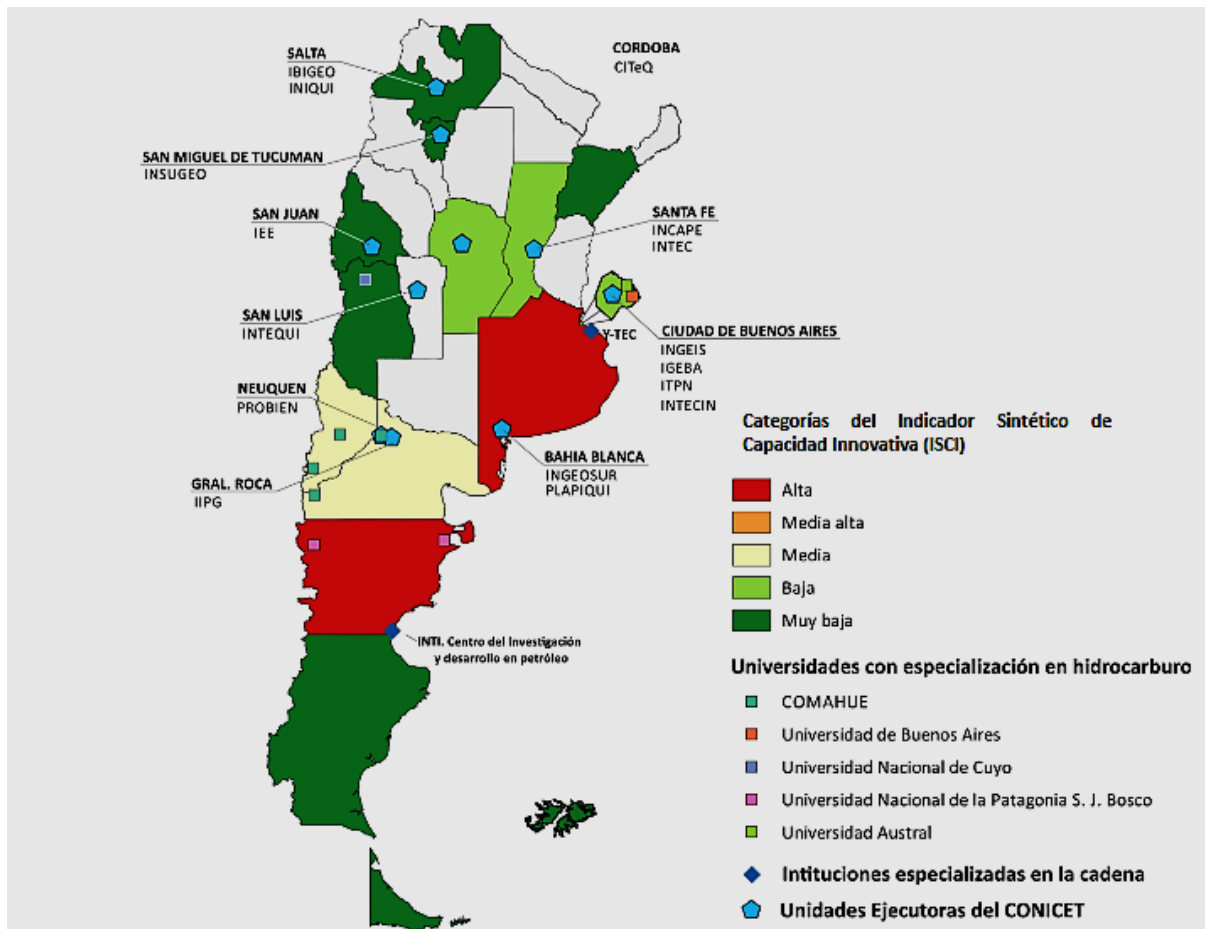 SALTA
IBIGEO
INIQUI
CORDOBA
CITeQ
SAN MIGUEL DE TUCUMAN
INSUGEO
SAN JUAN
IEE
SANTA FE
INCAPE
INTEC
SAN LUIS
INTEQUI
Y-TEC
CIUDAD DE BUENOS AIRES
INGEIS
IGEBA
ITPN
INTECIN
NEUQUEN
PROBIEN
GRAL. ROCA
IIPG
BAHIA BLANCA
INGEOSUR
PLAPIQUI
INTI. Centro del Investigación
y desarrollo en petróleo
Categorías del Indicador Sintético de
Capacidad Innovativa (ISCI)
Alta
Media alta
Media
Baja
Muy baja
Universidades con especialización en hidrocarburo
COMAHUE
Universidad de Buenos Aires
Universidad Nacional de Cuyo
Universidad Nacional de la Patagonia S. J. Bosco
Universidad Austral
Intituciones especializadas en la cadena
Unidades Ejecutoras del CONICET